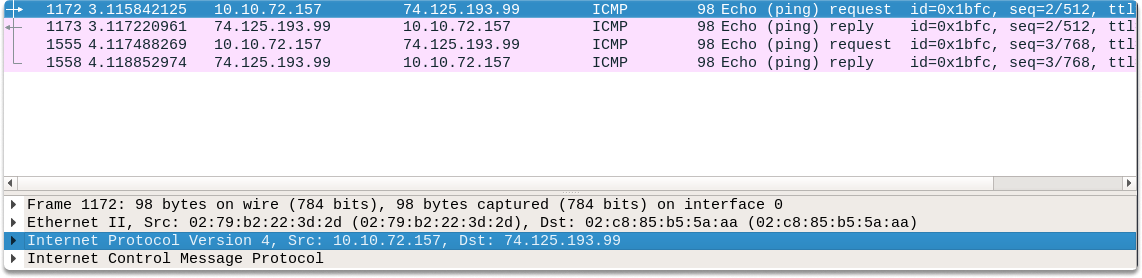 1172 3.115842125 10.10.72.157 74.125.193.99 ICMP 98 Echo (ping) request id=0x1bfc, seq=2/512, ttl
1173 3.117220961 74.125.193.99 10.10.72.157 ICMP 98 Echo (ping) reply id=0x1bfc, seq=2/512, ttl
1555 4.117488269 10.10.72.157 74.125.193.99 ICMP 98 Echo (ping) request id=0x1bfc, seq=3/768, ttl
1558 4.118852974 74.125.193.99 10.10.72.157 ICMP 98 Echo (ping) reply id=0x1bfc, seq=3/768, ttl
Frame 1172: 98 bytes on wire (784 bits), 98 bytes captured (784 bits) on interface 0
Ethernet II, Src: 02:79:b2:22:3d:2d (02:79:b2:22:3d:2d), Dst: 02:c8:85:b5:5a:aa (02:c8:85:b5:5a:aa)
Internet Protocol Version 4, Src: 10.10.72.157, Dst: 74.125.193.99
Internet Control Message Protocol